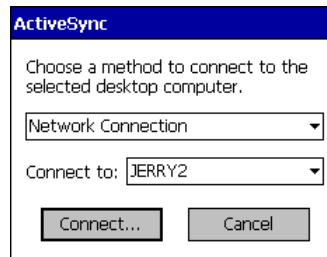 ActiveSync
Choose a method to connect to the
selected desktop computer.
Network Connection
Connect to: JERRY2
Connect... Cancel